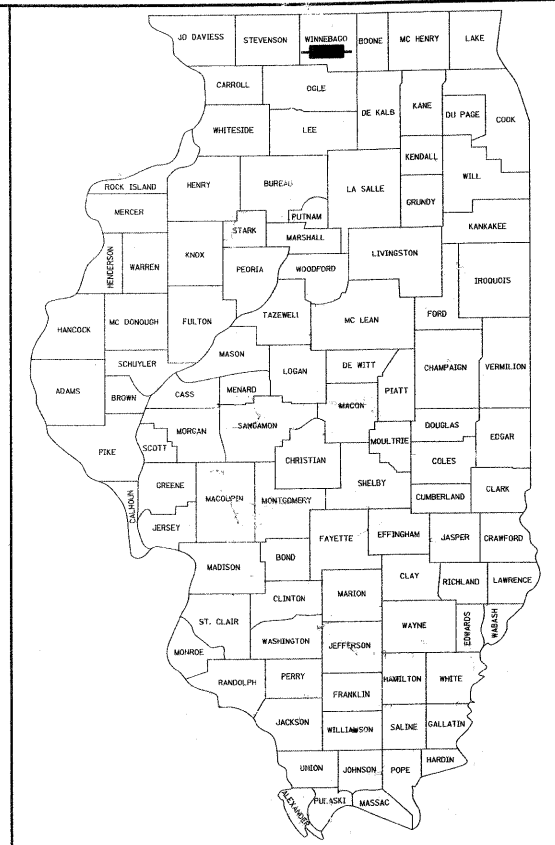 JO DAVIESS
STEVENSON
WINNEBAGO
BOONE
MC HENRY
LAKE
CARROLL
OGLE
DE KALB
KANE
DU PAGE
COOK
WHITESIDE
LEE
KENDALL
WILL
ROCK ISLAND
HENRY
BUREAU
LA SALLE
GRUNDY
MERCER
PUTNAM
KANKAKEE
STARK
MARSHALL
LIVINGSTON
HENDERSON
WARREN
KNOX
PEORIA
WOODFORD
IROQUOIS
HANCOCK
MC DONOUGH
FULTON
TAZEWELL
MC LEAN
FORD
MASON
SCHUYLER
LOGAN
DE WITT
CHAMPAIGN
VERMILION
ADAMS
BROWN
CASS
MENARD
PIATT
MACON
MORGAN
SANGAMON
DOUGLAS
EDGAR
PIKE
SCOTT
MOULTRIE
COLES
CHRISTIAN
GREENE
MACOUPIN
MONTGOMERY
SHELBY
CLARK
CUMBERLAND
CALHOUN
JERSEY
FAYETTE
EFFINGHAM
JASPER
CRAWFORD
BOND
MADISON
CLAY
RICHLAND
LAWRENCE
CLINTON
MARION
ST. CLAIR
WAYNE
EDWARDS
WABASH
WASHINGTON
JEFFERSON
MONROE
RANDOLPH
PERRY
HAMILTON
WHITE
FRANKLIN
JACKSON
WILLIAMSON
SALINE
GALLATIN
UNION
JOHNSON
POPE
HARDIN
ALEXANDER
PULASKI
MASSAC